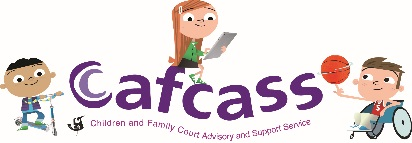 Cafcass
Children and Family Court Advisory and Support Service